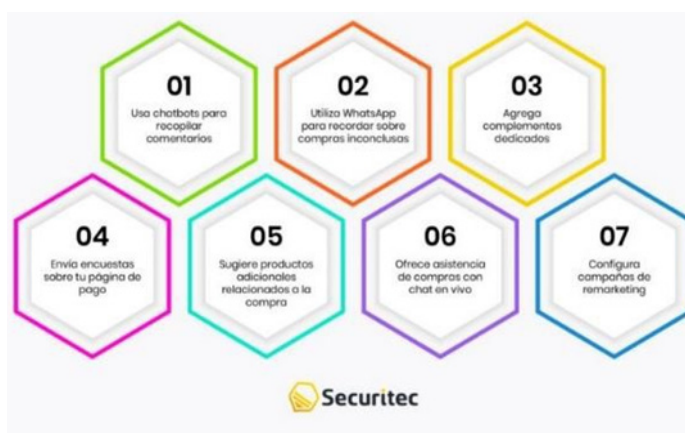 01
Usa chatbots para
recopilar
comentarios
02
Utiliza WhatsApp
para recordar sobre
compras inconclusas
03
Agrega
complementos
dedicados
04
Envía encuestas
sobre tu página de
pago
05
Sugiere productos
adicionales
relacionados a la
compra
06
Ofrece asistencia
de compras con
chat en vivo
07
Configura
campañas de
remarketing
Securitec